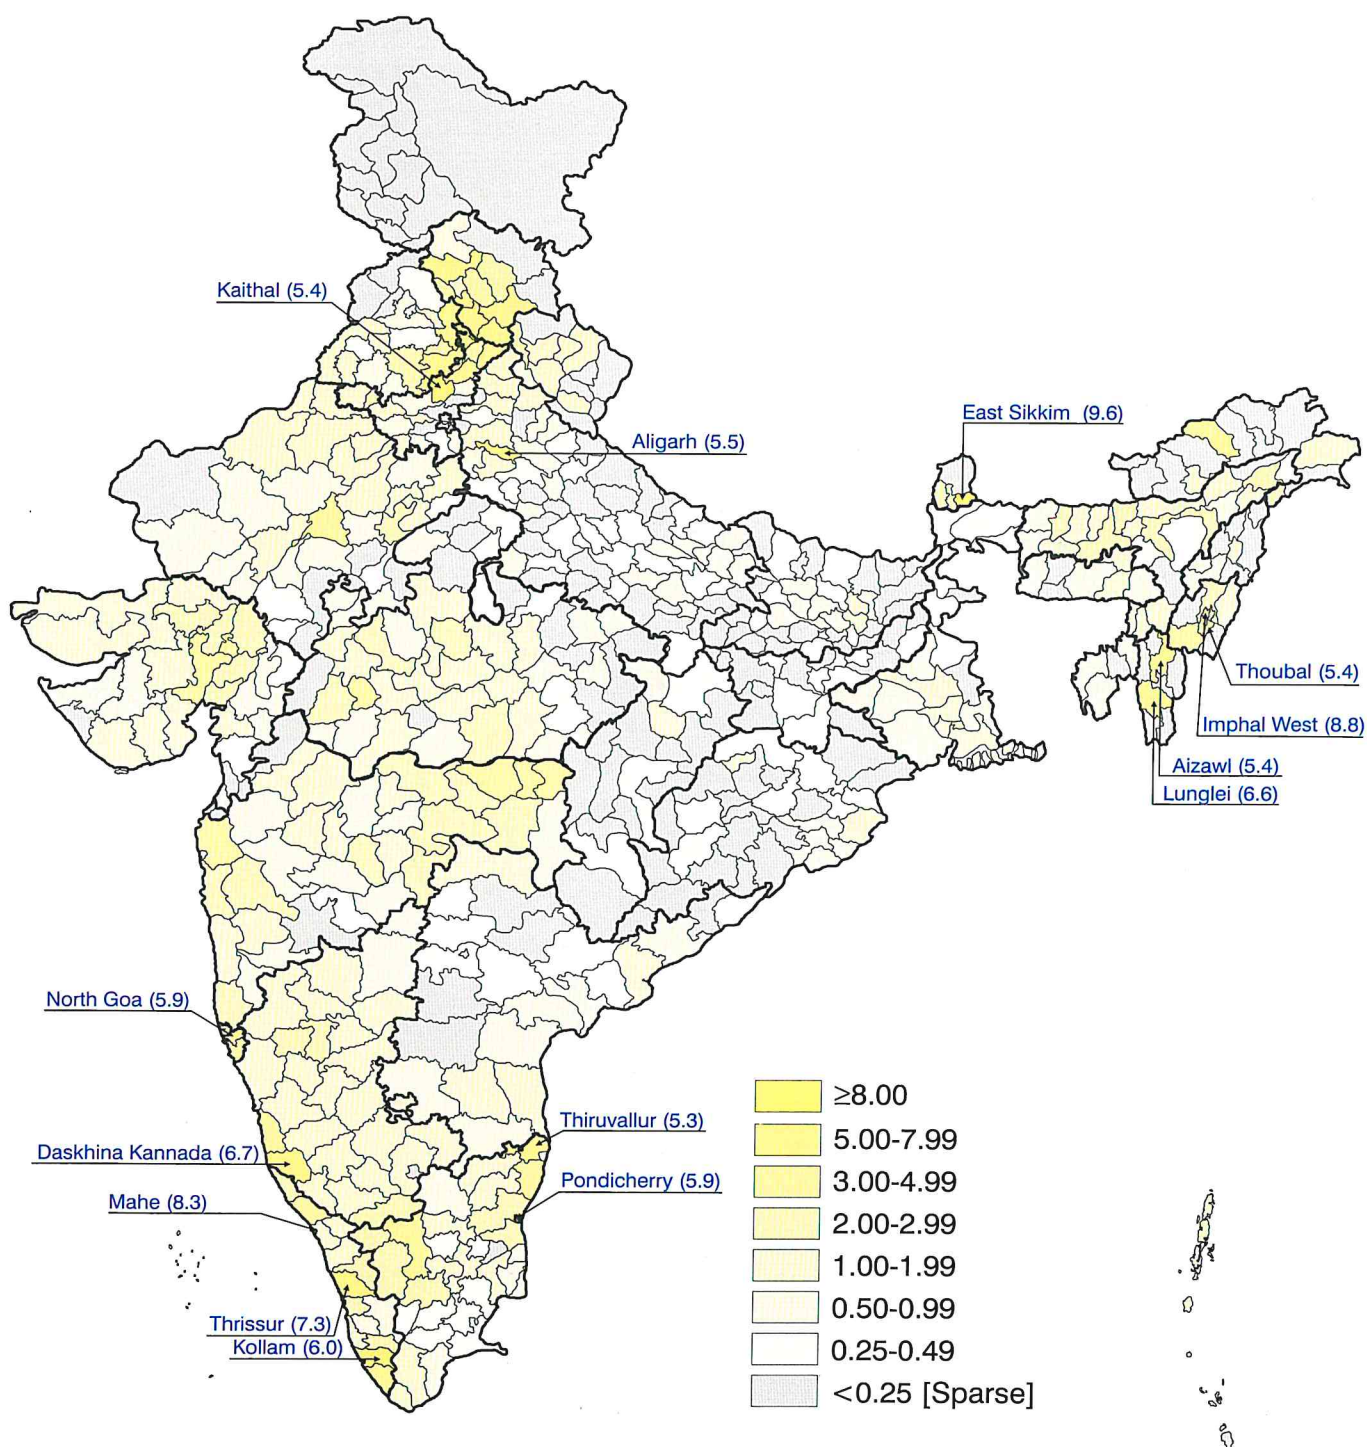 Kaithal (5.4)
East Sikkim (9.6)
Aligarh (5.5)
Thoubal (5.4)
Imphal West (8.8)
Aizawl (5.4)
Lunglei (6.6)
North Goa (5.9)
≥8.00
Thiruvallur (5.3)
5.00-7.99
Daskhina Kannada (6.7)
Pondicherry (5.9)
3.00-4.99
Mahe (8.3)
2.00-2.99
1.00-1.99
0.50-0.99
Thrissur (7.3)
Kollam (6.0)
0.25-0.49
<0.25 [Sparse]